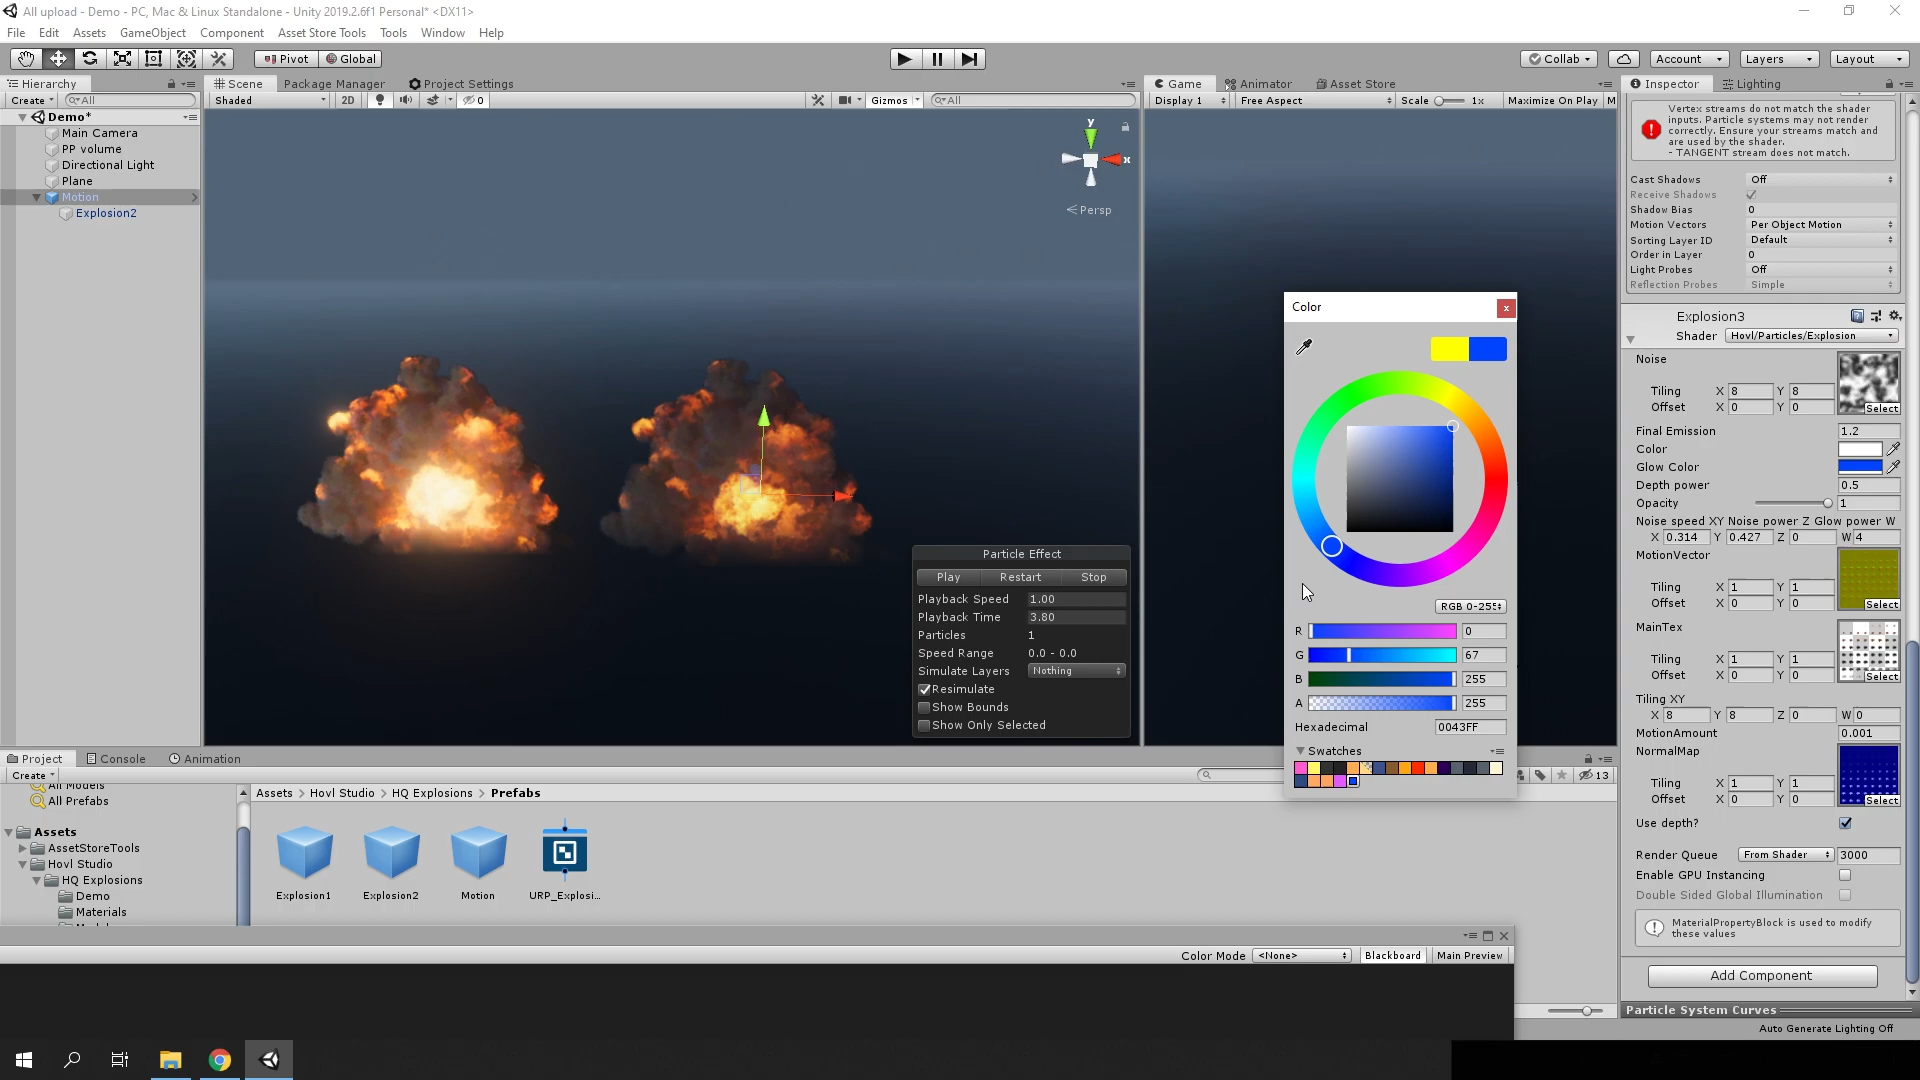 All upload - Demo - PC, Mac & Linux Standalone - Unity 2019.2.6f1 Personal* <DX11>
File Edit Assets GameObject Component Asset Store Tools Tools Window Help
Pivot Global Collab Account Layers Layout
Hierarchy Scene Package Manager Project Settings Game Animator Asset Store Inspector Lighting
Create All Shaded 2D 0 Gizmos All Display 1 Free Aspect Scale 1x Maximize On Play M
Demo*
Main Camera
PP volume
Directional Light
Plane
Motion
Explosion2
y
x
Persp
Particle Effect
Play Restart Stop
Playback Speed 1.00
Playback Time 3.80
Particles 1
Speed Range 0.0 - 0.0
Simulate Layers Nothing
Resimulate
Show Bounds
Show Only Selected
Color
x
RGB 0-255
R 0
G 67
B 255
A 255
Hexadecimal 0043FF
Swatches
Vertex streams do not match the shader
inputs. Particle systems may not render
correctly. Ensure your streams match and
are used by the shader.
- TANGENT stream does not match.
Cast Shadows Off
Receive Shadows
Shadow Bias 0
Motion Vectors Per Object Motion
Sorting Layer ID Default
Order in Layer 0
Light Probes Off
Reflection Probes Simple
Explosion3
Shader Hovl/Particles/Explosion
Noise
Tiling X 8 Y 8
Offset X 0 Y 0
Select
Final Emission 1.2
Color
Glow Color
Depth power 0.5
Opacity 1
Noise speed XY Noise power Z Glow power W
X 0.314 Y 0.427 Z 0 W 4
MotionVector
Tiling X 1 Y 1
Offset X 0 Y 0
Select
MainTex
Tiling X 1 Y 1
Offset X 0 Y 0
Select
Tiling XY
X 8 Y 8 Z 0 W 0
MotionAmount 0.001
NormalMap
Tiling X 1 Y 1
Offset X 0 Y 0
Select
Use depth?
Render Queue From Shader 3000
Enable GPU Instancing
Double Sided Global Illumination
MaterialPropertyBlock is used to modify
these values
Add Component
Particle System Curves
Auto Generate Lighting Off
Project Console Animation
Create 13
All Models
All Prefabs
Assets
AssetStoreTools
Hovl Studio
HQ Explosions
Demo
Materials
Assets > Hovl Studio > HQ Explosions > Prefabs
Explosion1 Explosion2 Motion URP_Explosi...
Color Mode <None> Blackboard Main Preview